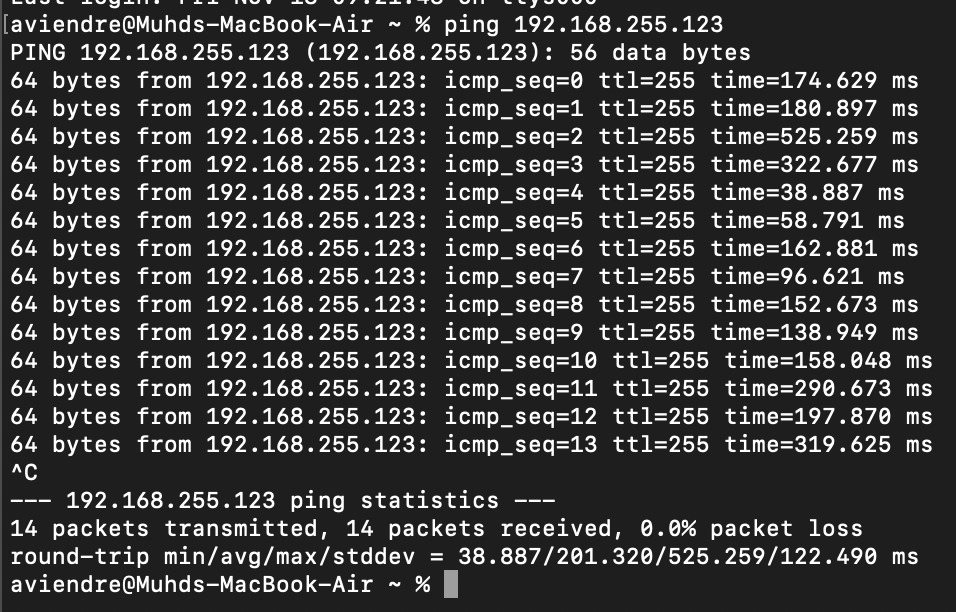 aviendre@Muhds-MacBook-Air ~ % ping 192.168.255.123
PING 192.168.255.123 (192.168.255.123): 56 data bytes
64 bytes from 192.168.255.123: icmp_seq=0 ttl=255 time=174.629 ms
64 bytes from 192.168.255.123: icmp_seq=1 ttl=255 time=180.897 ms
64 bytes from 192.168.255.123: icmp_seq=2 ttl=255 time=525.259 ms
64 bytes from 192.168.255.123: icmp_seq=3 ttl=255 time=322.677 ms
64 bytes from 192.168.255.123: icmp_seq=4 ttl=255 time=38.887 ms
64 bytes from 192.168.255.123: icmp_seq=5 ttl=255 time=58.791 ms
64 bytes from 192.168.255.123: icmp_seq=6 ttl=255 time=162.881 ms
64 bytes from 192.168.255.123: icmp_seq=7 ttl=255 time=96.621 ms
64 bytes from 192.168.255.123: icmp_seq=8 ttl=255 time=152.673 ms
64 bytes from 192.168.255.123: icmp_seq=9 ttl=255 time=138.949 ms
64 bytes from 192.168.255.123: icmp_seq=10 ttl=255 time=158.048 ms
64 bytes from 192.168.255.123: icmp_seq=11 ttl=255 time=290.673 ms
64 bytes from 192.168.255.123: icmp_seq=12 ttl=255 time=197.870 ms
64 bytes from 192.168.255.123: icmp_seq=13 ttl=255 time=319.625 ms
^C
--- 192.168.255.123 ping statistics ---
14 packets transmitted, 14 packets received, 0.0% packet loss
round-trip min/avg/max/stddev = 38.887/201.320/525.259/122.490 ms
aviendre@Muhds-MacBook-Air ~ %